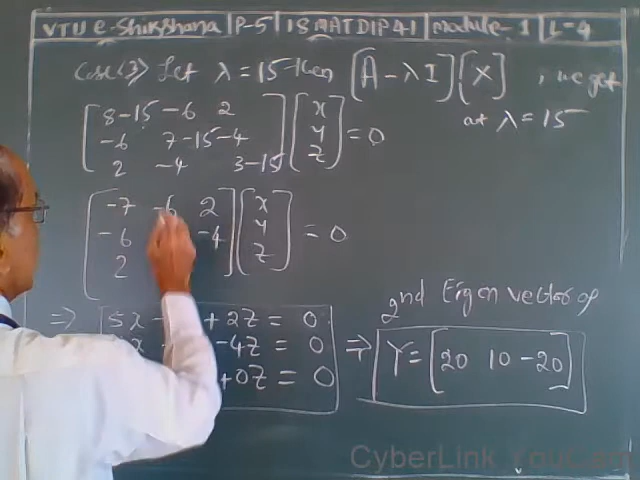 VTU e-Shikshana | P-5 | 18MATDIP41 | Module-1 | L-4
Case(3) Let λ = 15 then [A - λI][X], we get
at λ = 15
[8-15 -6 2] [x]
[-6 7-15 -4] [y] = 0
[2 -4 3-15] [z]
[-7 -6 2] [x]
[-6 -4] [y] = 0
[2 ] [z]
2nd Eigen vector of
⇒ 5x - + 2z = 0
x -4z = 0 ⇒ Y = [20 10 -20]
+0z = 0
CyberLink YouCam